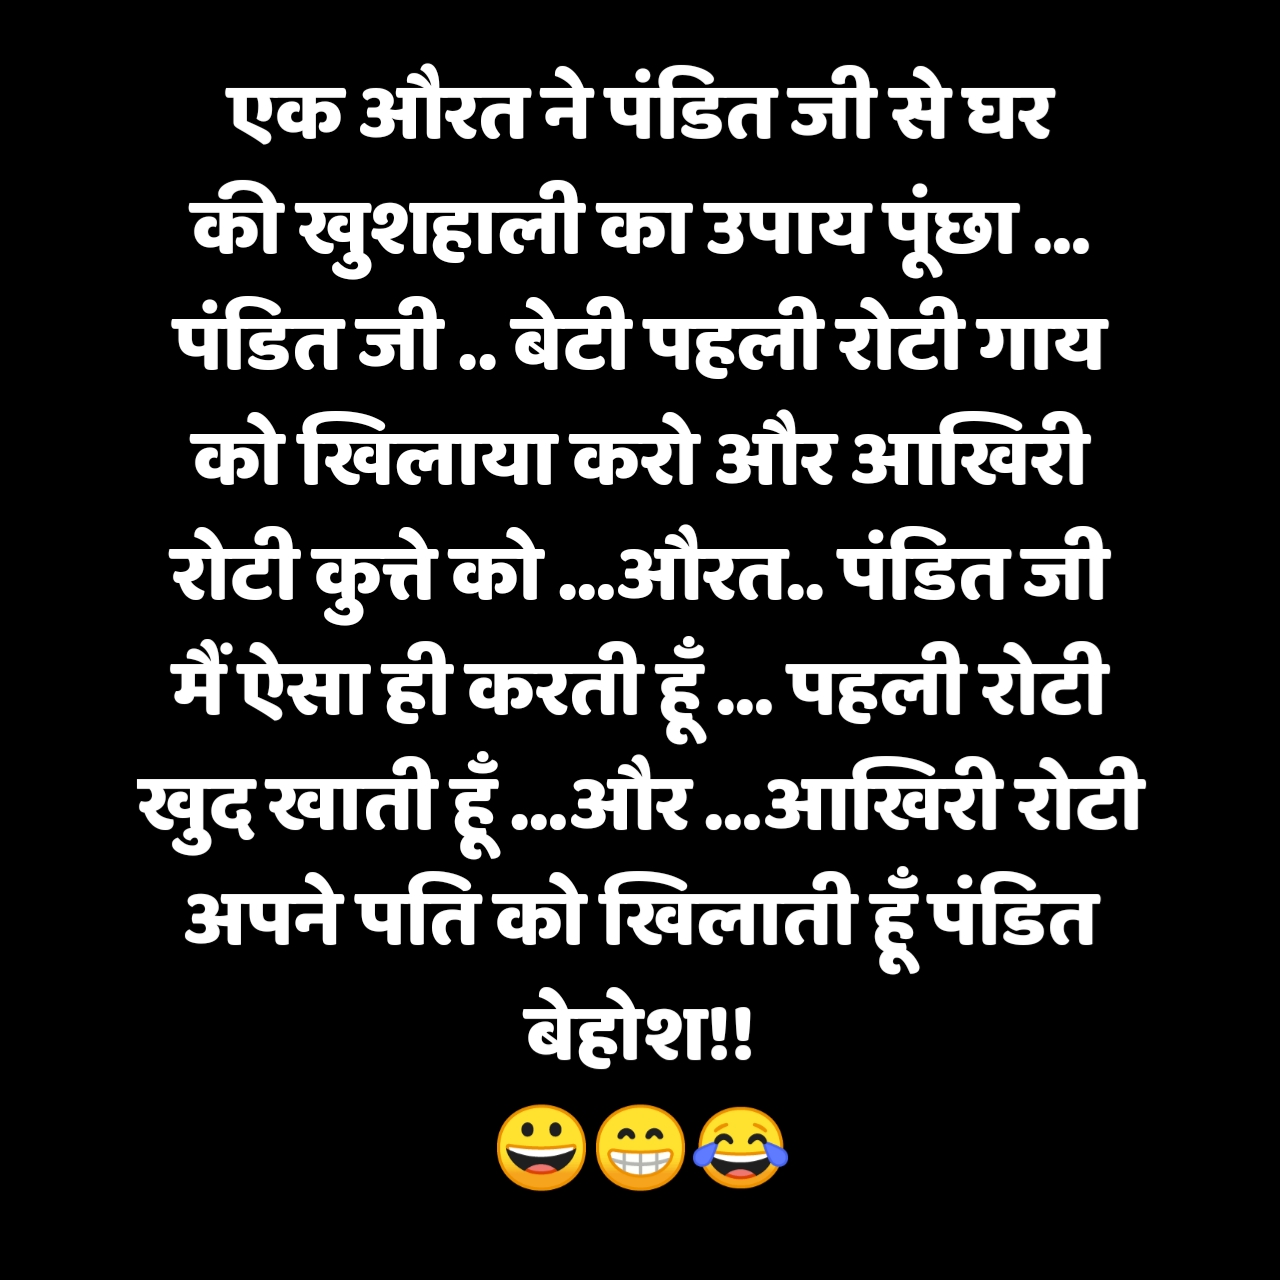 एक औरत ने पंडित जी से घर
की खुशहाली का उपाय पूंछा ...
पंडित जी .. बेटी पहली रोटी गाय
को खिलाया करो और आखिरी
रोटी कुत्ते को ...औरत.. पंडित जी
मैं ऐसा ही करती हूँ ... पहली रोटी
खुद खाती हूँ ...और ...आखिरी रोटी
अपने पति को खिलाती हूँ पंडित
बेहोश!!
😀😁😂